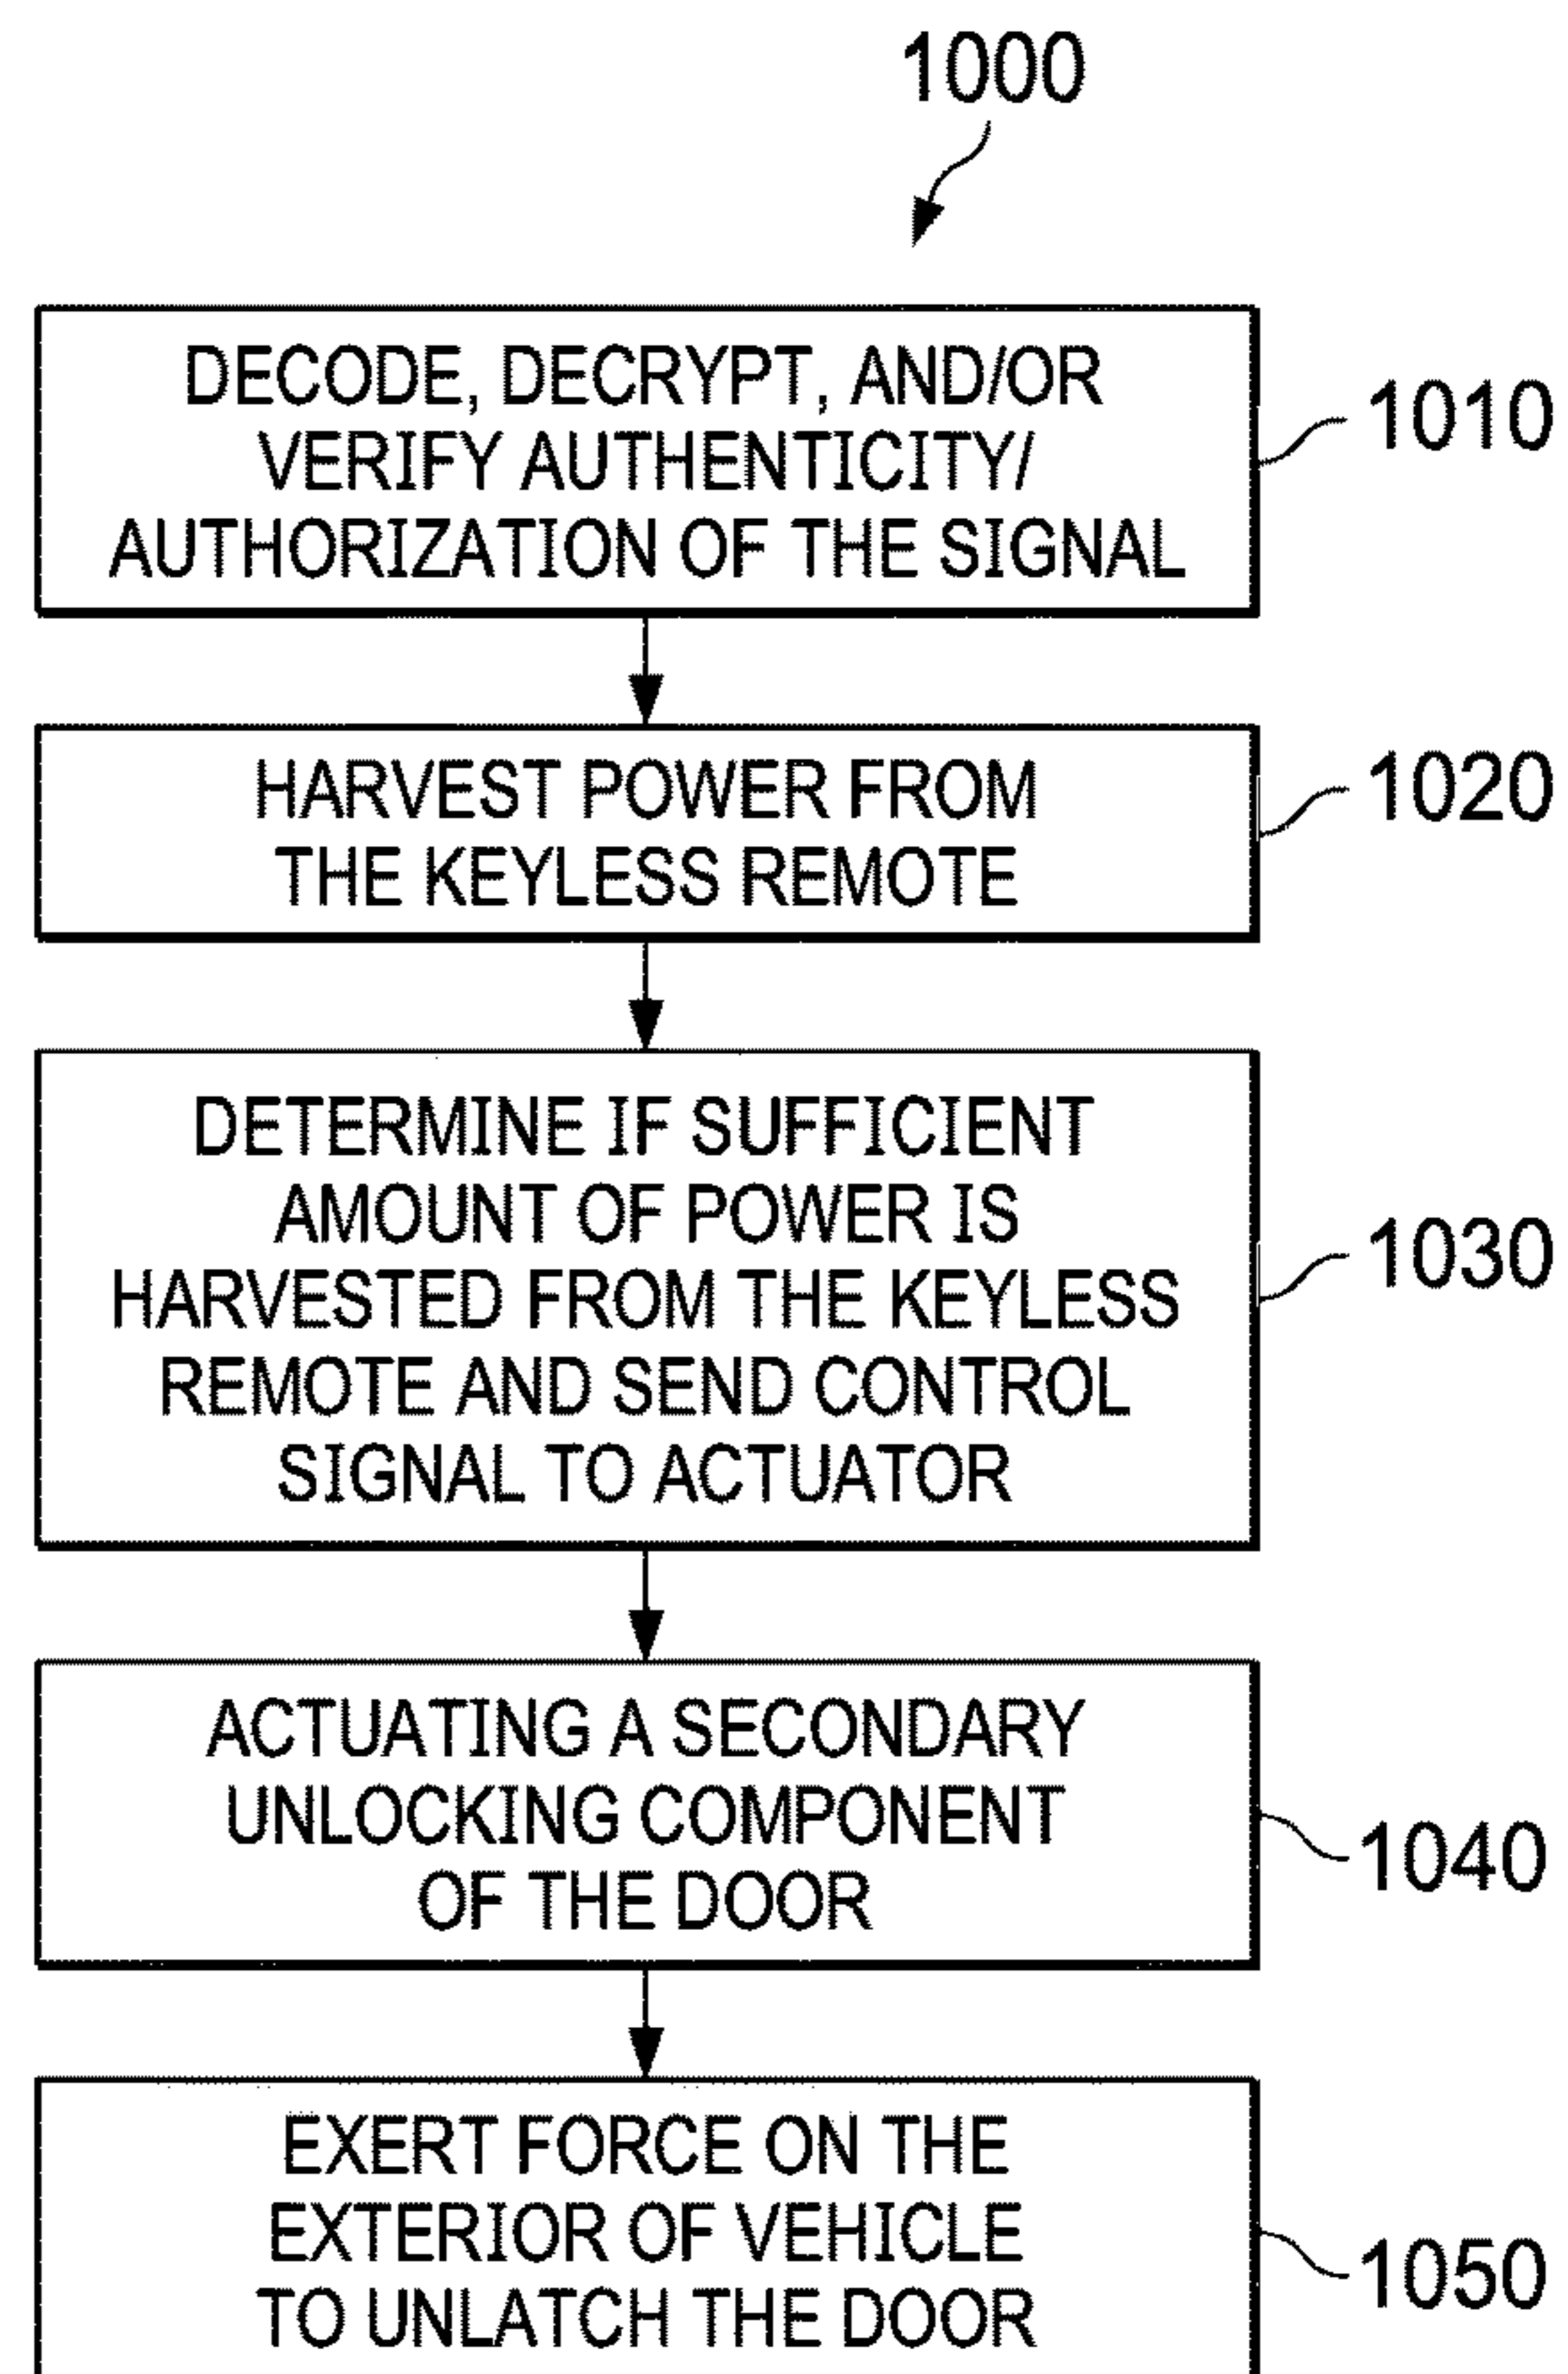 1000
DECODE, DECRYPT, AND/OR
VERIFY AUTHENTICITY/
AUTHORIZATION OF THE SIGNAL
1010
HARVEST POWER FROM
THE KEYLESS REMOTE
1020
DETERMINE IF SUFFICIENT
AMOUNT OF POWER IS
HARVESTED FROM THE KEYLESS
REMOTE AND SEND CONTROL
SIGNAL TO ACTUATOR
1030
ACTUATING A SECONDARY
UNLOCKING COMPONENT
OF THE DOOR
1040
EXERT FORCE ON THE
EXTERIOR OF VEHICLE
TO UNLATCH THE DOOR
1050